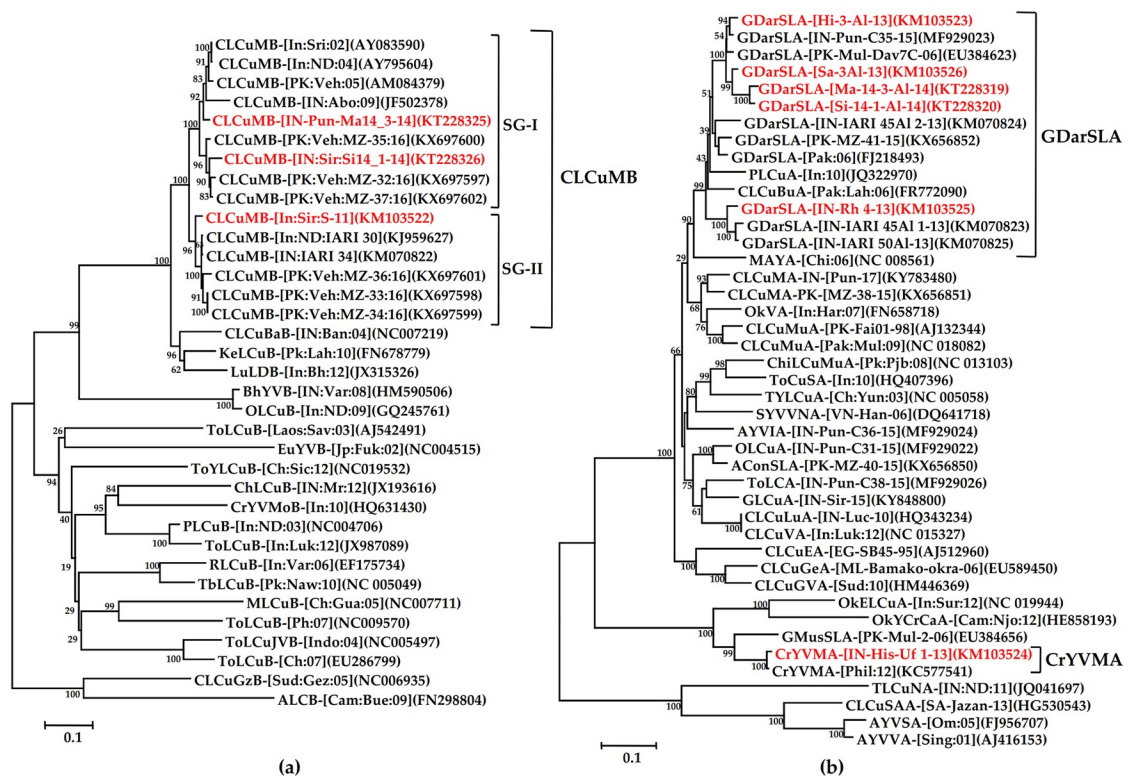 CLCuMB-[In:Sri:02](AY083590)
CLCuMB-[In:ND:04](AY795604)
CLCuMB-[PK:Veh:05](AM084379)
CLCuMB-[IN:Abo:09](JF502378)
CLCuMB-[IN-Pun-Ma14_3-14](KT228325)
CLCuMB-[PK:Veh:MZ-35:16](KX697600)
CLCuMB-[IN:Sir:Si14_1-14](KT228326)
CLCuMB-[PK:Veh:MZ-32:16](KX697597)
CLCuMB-[PK:Veh:MZ-37:16](KX697602)
SG-I
CLCuMB-[In:Sir:S-11](KM103522)
CLCuMB-[In:ND:IARI 30](KJ959627)
CLCuMB-[IN:IARI 34](KM070822)
CLCuMB-[PK:Veh:MZ-36:16](KX697601)
CLCuMB-[PK:Veh:MZ-33:16](KX697598)
CLCuMB-[PK:Veh:MZ-34:16](KX697599)
SG-II
CLCuMB
CLCuBaB-[IN:Ban:04](NC007219)
KeLCuB-[Pk:Lah:10](FN678779)
LuLDB-[In:Bh:12](JX315326)
BhYVB-[IN:Var:08](HM590506)
OLCuB-[In:ND:09](GQ245761)
ToLCuB-[Laos:Sav:03](AJ542491)
EuYVB-[Jp:Fuk:02](NC004515)
ToYLCuB-[Ch:Sic:12](NC019532)
ChLCuB-[IN:Mr:12](JX193616)
CrYVMoB-[In:10](HQ631430)
PLCuB-[In:ND:03](NC004706)
ToLCuB-[In:Luk:12](JX987089)
RLCuB-[In:Var:06](EF175734)
TbLCuB-[Pk:Naw:10](NC 005049)
MLCuB-[Ch:Gua:05](NC007711)
ToLCuB-[Ph:07](NC009570)
ToLCuJVB-[Indo:04](NC005497)
ToLCuB-[Ch:07](EU286799)
CLCuGzB-[Sud:Gez:05](NC006935)
ALCB-[Cam:Bue:09](FN298804)
100
91
83
92
100
96
90
83
100
63
96
100
91
100
100
96
62
99
100
26
94
40
84
95
100
19
100
29
99
29
100
100
0.1
(a)
GDarSLA-[Hi-3-Al-13](KM103523)
GDarSLA-[IN-Pun-C35-15](MF929023)
GDarSLA-[PK-Mul-Dav7C-06](EU384623)
GDarSLA-[Sa-3Al-13](KM103526)
GDarSLA-[Ma-14-3-Al-14](KT228319)
GDarSLA-[Si-14-1-Al-14](KT228320)
GDarSLA-[IN-IARI 45Al 2-13](KM070824)
GDarSLA-[PK-MZ-41-15](KX656852)
GDarSLA-[Pak:06](FJ218493)
PLCuA-[In:10](JQ322970)
CLCuBuA-[Pak:Lah:06](FR772090)
GDarSLA-[IN-Rh 4-13](KM103525)
GDarSLA-[IN-IARI 45Al 1-13](KM070823)
GDarSLA-[IN-IARI 50Al-13](KM070825)
GDarSLA
MAYA-[Chi:06](NC 008561)
CLCuMA-IN-[Pun-17](KY783480)
CLCuMA-PK-[MZ-38-15](KX656851)
OkVA-[In:Har:07](FN658718)
CLCuMuA-[PK-Fai01-98](AJ132344)
CLCuMuA-[Pak:Mul:09](NC 018082)
ChiLCuMuA-[Pk:Pjb:08](NC 013103)
ToCuSA-[In:10](HQ407396)
TYLCuA-[Ch:Yun:03](NC 005058)
SYVVNA-[VN-Han-06](DQ641718)
AYVIA-[IN-Pun-C36-15](MF929024)
OLCuA-[IN-Pun-C31-15](MF929022)
AConSLA-[PK-MZ-40-15](KX656850)
ToLCA-[IN-Pun-C38-15](MF929026)
GLCuA-[IN-Sir-15](KY848800)
CLCuLuA-[IN-Luc-10](HQ343234)
CLCuVA-[In:Luk:12](NC 015327)
CLCuEA-[EG-SB45-95](AJ512960)
CLCuGeA-[ML-Bamako-okra-06](EU589450)
CLCuGVA-[Sud:10](HM446369)
OkELCuA-[In:Sur:12](NC 019944)
OkYCrCaA-[Cam:Njo:12](HE858193)
GMusSLA-[PK-Mul-2-06](EU384656)
CrYVMA-[IN-His-Uf 1-13](KM103524)
CrYVMA-[Phil:12](KC577541)
CrYVMA
TLCuNA-[IN:ND:11](JQ041697)
CLCuSAA-[SA-Jazan-13](HG530543)
AYVSA-[Om:05](FJ956707)
AYVVA-[Sing:01](AJ416153)
94
54
100
99
100
51
39
43
99
100
100
90
29
93
68
76
100
66
98
99
80
100
75
61
100
100
100
100
100
100
99
100
100
100
100
0.1
(b)